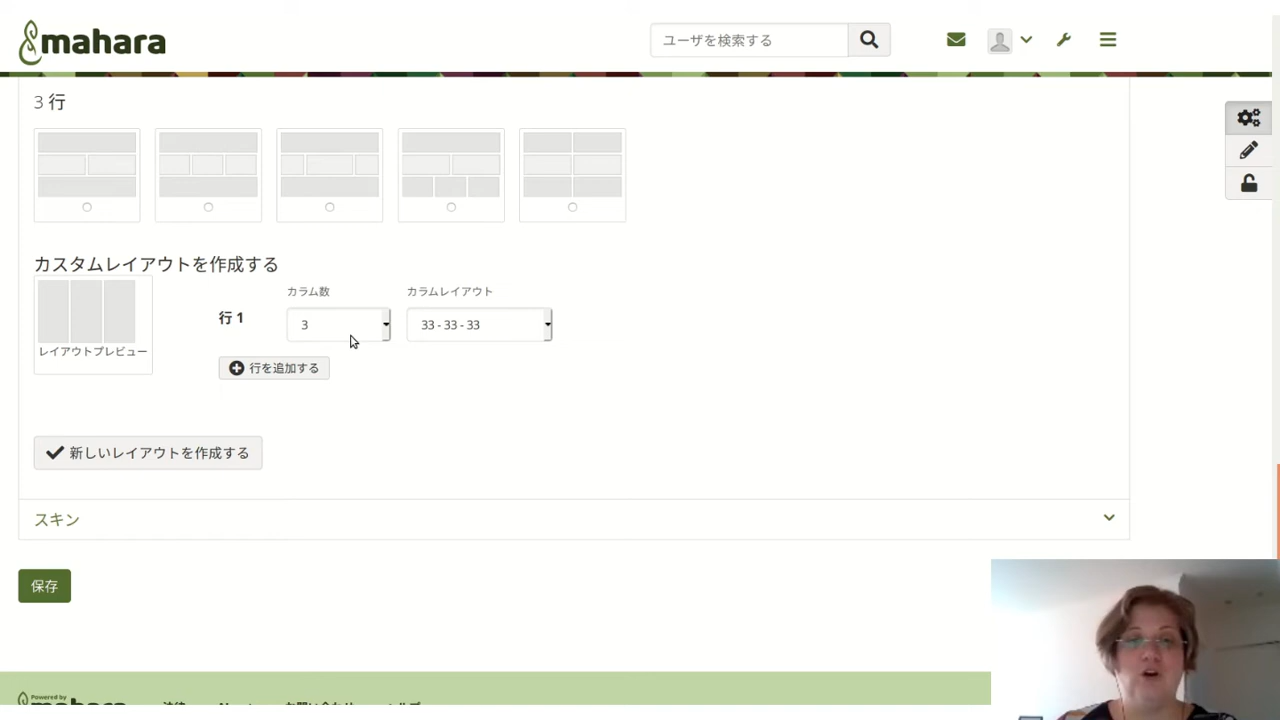 mahara
ユーザを検索する
3 行
カスタムレイアウトを作成する
カラム数
カラムレイアウト
行 1
3
33 - 33 - 33
レイアウトプレビュー
行を追加する
新しいレイアウトを作成する
スキン
保存
Powered by
mahara